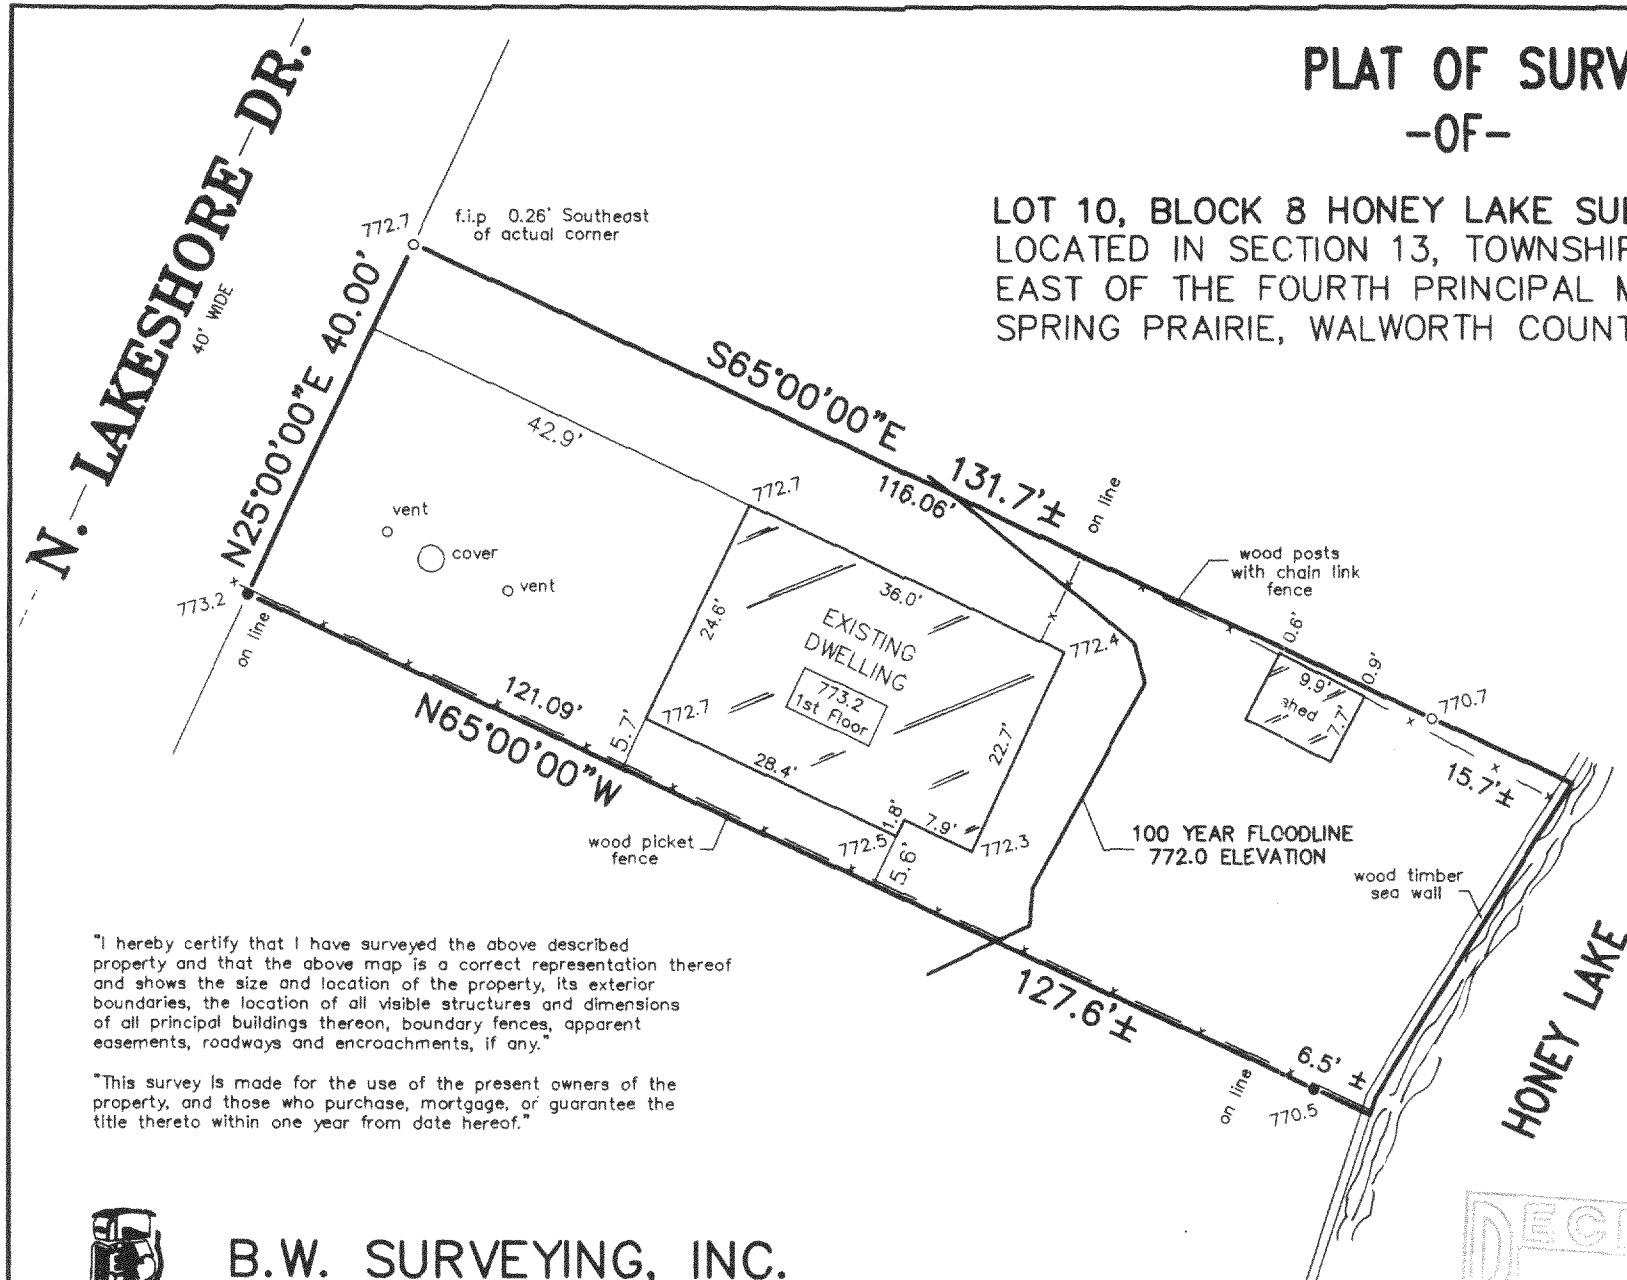 PLAT OF SURV
-OF-
LOT 10, BLOCK 8 HONEY LAKE SU
LOCATED IN SECTION 13, TOWNSHIP
EAST OF THE FOURTH PRINCIPAL M
SPRING PRAIRIE, WALWORTH COUNT
N. LAKESHORE DR.
40' WIDE
772.7
f.i.p 0.26' Southeast
of actual corner
N25°00'00"E 40.00'
S65°00'00"E
131.7'±
116.06'
on line
42.9'
vent
cover
vent
773.2
on line
772.7
36.0'
24.6'
EXISTING
DWELLING
773.2
1st Floor
772.4
772.7
5.7'
28.4'
22.7'
1.8'
7.9'
772.5
772.3
5.6'
wood posts
with chain link
fence
0.6'
0.9'
9.9'
shed
7.7'
770.7
15.7'±
121.09'
N65°00'00"W
wood picket
fence
100 YEAR FLOODLINE
772.0 ELEVATION
wood timber
sea wall
127.6'±
6.5' ±
on line
770.5
HONEY LAKE
"I hereby certify that I have surveyed the above described
property and that the above map is a correct representation thereof
and shows the size and location of the property, its exterior
boundaries, the location of all visible structures and dimensions
of all principal buildings thereon, boundary fences, apparent
easements, roadways and encroachments, if any."
"This survey is made for the use of the present owners of the
property, and those who purchase, mortgage, or guarantee the
title thereto within one year from date hereof."
B.W. SURVEYING, INC.